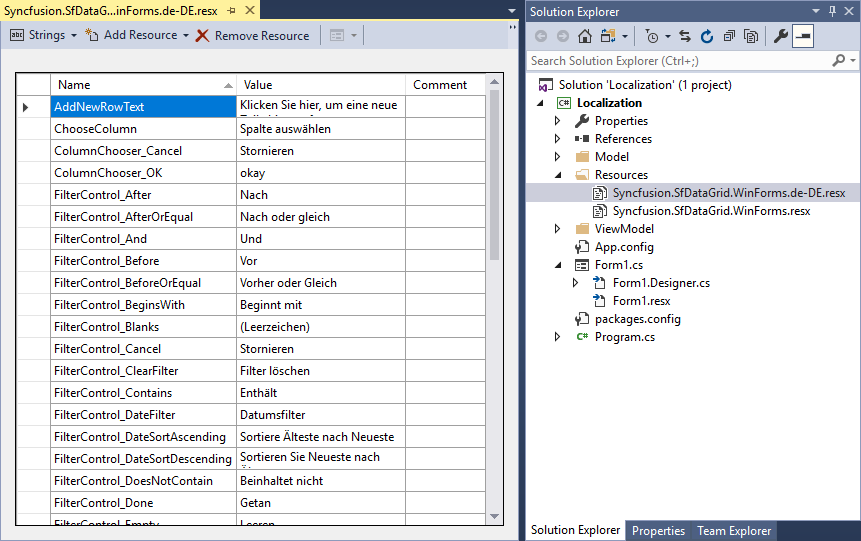 Syncfusion.SfDataG...inForms.de-DE.resx
Strings
Add Resource
Remove Resource
Name Value Comment
AddNewRowText Klicken Sie hier, um eine neue
ChooseColumn Spalte auswählen
ColumnChooser_Cancel Stornieren
ColumnChooser_OK okay
FilterControl_After Nach
FilterControl_AfterOrEqual Nach oder gleich
FilterControl_And Und
FilterControl_Before Vor
FilterControl_BeforeOrEqual Vorher oder Gleich
FilterControl_BeginsWith Beginnt mit
FilterControl_Blanks (Leerzeichen)
FilterControl_Cancel Stornieren
FilterControl_ClearFilter Filter löschen
FilterControl_Contains Enthält
FilterControl_DateFilter Datumsfilter
FilterControl_DateSortAscending Sortiere Älteste nach Neueste
FilterControl_DateSortDescending Sortieren Sie Neueste nach
FilterControl_DoesNotContain Beinhaltet nicht
FilterControl_Done Getan
FilterControl_Empty Leeren
Solution Explorer
Search Solution Explorer (Ctrl+;)
Solution 'Localization' (1 project)
C# Localization
Properties
References
Model
Resources
Syncfusion.SfDataGrid.WinForms.de-DE.resx
Syncfusion.SfDataGrid.WinForms.resx
ViewModel
App.config
Form1.cs
Form1.Designer.cs
Form1.resx
packages.config
C# Program.cs
Solution Explorer Properties Team Explorer